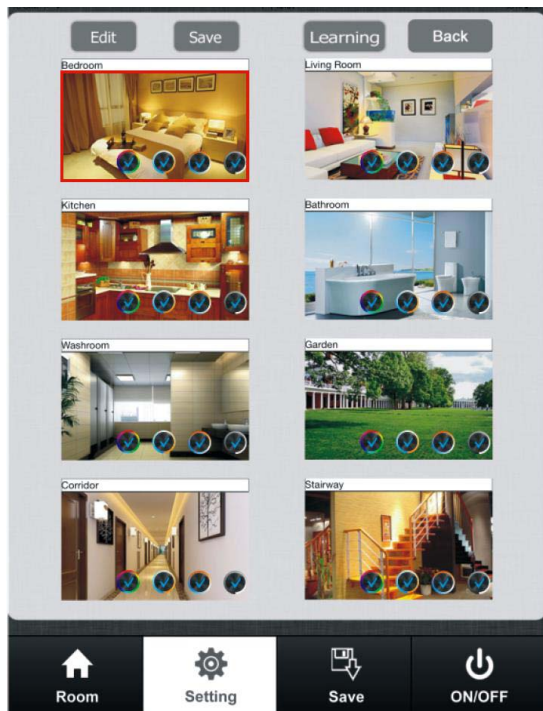 Edit Save Learning Back
Bedroom Living Room
Kitchen Bathroom
Washroom Garden
Corridor Stairway
Room Setting Save ON/OFF